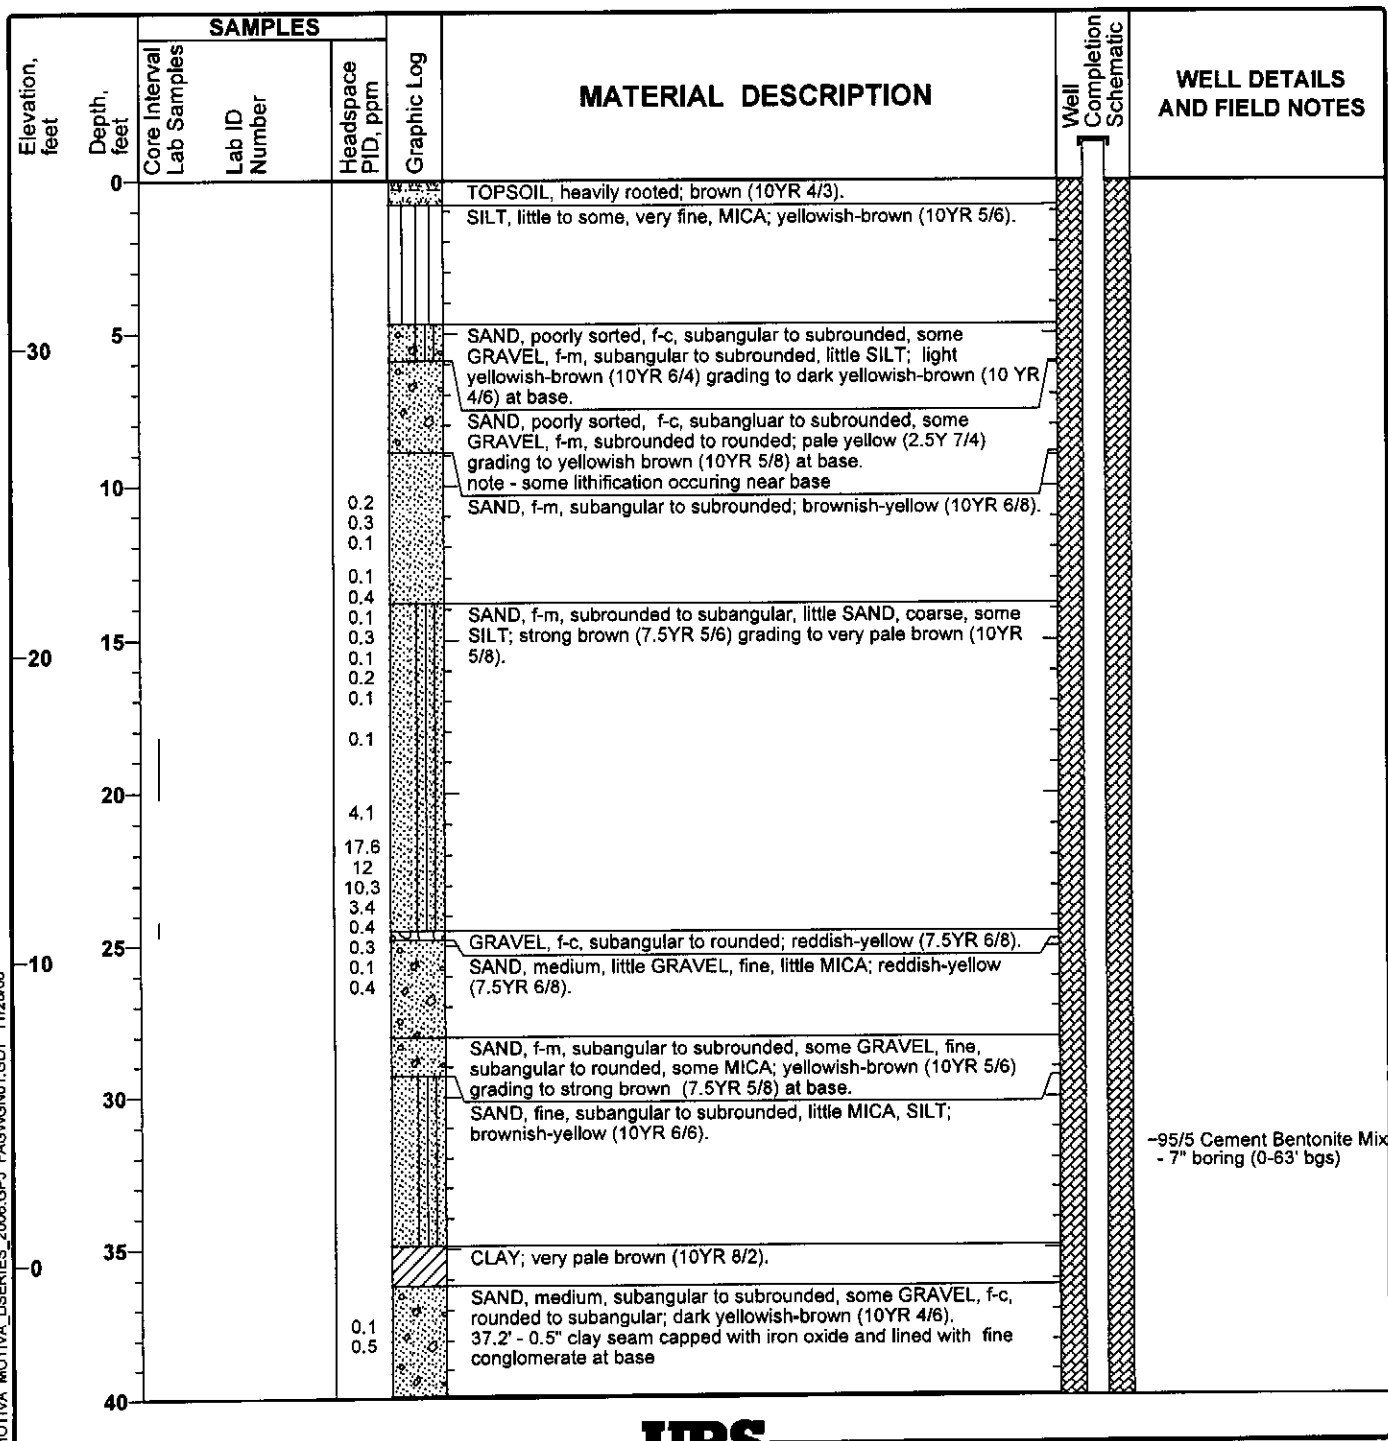 SAMPLES
Elevation,
feet
Depth,
feet
Core Interval
Lab Samples
Lab ID
Number
Headspace
PID, ppm
Graphic Log
MATERIAL DESCRIPTION
Well
Completion
Schematic
WELL DETAILS
AND FIELD NOTES
0
TOPSOIL, heavily rooted; brown (10YR 4/3).
SILT, little to some, very fine, MICA; yellowish-brown (10YR 5/6).
5
30
SAND, poorly sorted, f-c, subangular to subrounded, some
GRAVEL, f-m, subangular to subrounded, little SILT; light
yellowish-brown (10YR 6/4) grading to dark yellowish-brown (10 YR
4/6) at base.
SAND, poorly sorted, f-c, subangluar to subrounded, some
GRAVEL, f-m, subrounded to rounded; pale yellow (2.5Y 7/4)
grading to yellowish brown (10YR 5/8) at base.
note - some lithification occuring near base
10
0.2
SAND, f-m, subangular to subrounded; brownish-yellow (10YR 6/8).
0.3
0.1
0.1
0.4
0.1
SAND, f-m, subrounded to subangular, little SAND, coarse, some
0.3
SILT; strong brown (7.5YR 5/6) grading to very pale brown (10YR
15
20
0.1
5/8).
0.2
0.1
0.1
20
4.1
17.6
12
10.3
3.4
0.4
25
0.3
GRAVEL, f-c, subangular to rounded; reddish-yellow (7.5YR 6/8).
10
0.1
SAND, medium, little GRAVEL, fine, little MICA; reddish-yellow
0.4
(7.5YR 6/8).
SAND, f-m, subangular to subrounded, some GRAVEL, fine,
subangular to rounded, some MICA; yellowish-brown (10YR 5/6)
grading to strong brown (7.5YR 5/8) at base.
30
SAND, fine, subangular to subrounded, little MICA, SILT;
brownish-yellow (10YR 6/6).
~95/5 Cement Bentonite Mix
- 7" boring (0-63' bgs)
35
0
CLAY; very pale brown (10YR 8/2).
SAND, medium, subangular to subrounded, some GRAVEL, f-c,
rounded to subangular; dark yellowish-brown (10YR 4/6).
0.1
37.2' - 0.5" clay seam capped with iron oxide and lined with fine
0.5
conglomerate at base
40
URS